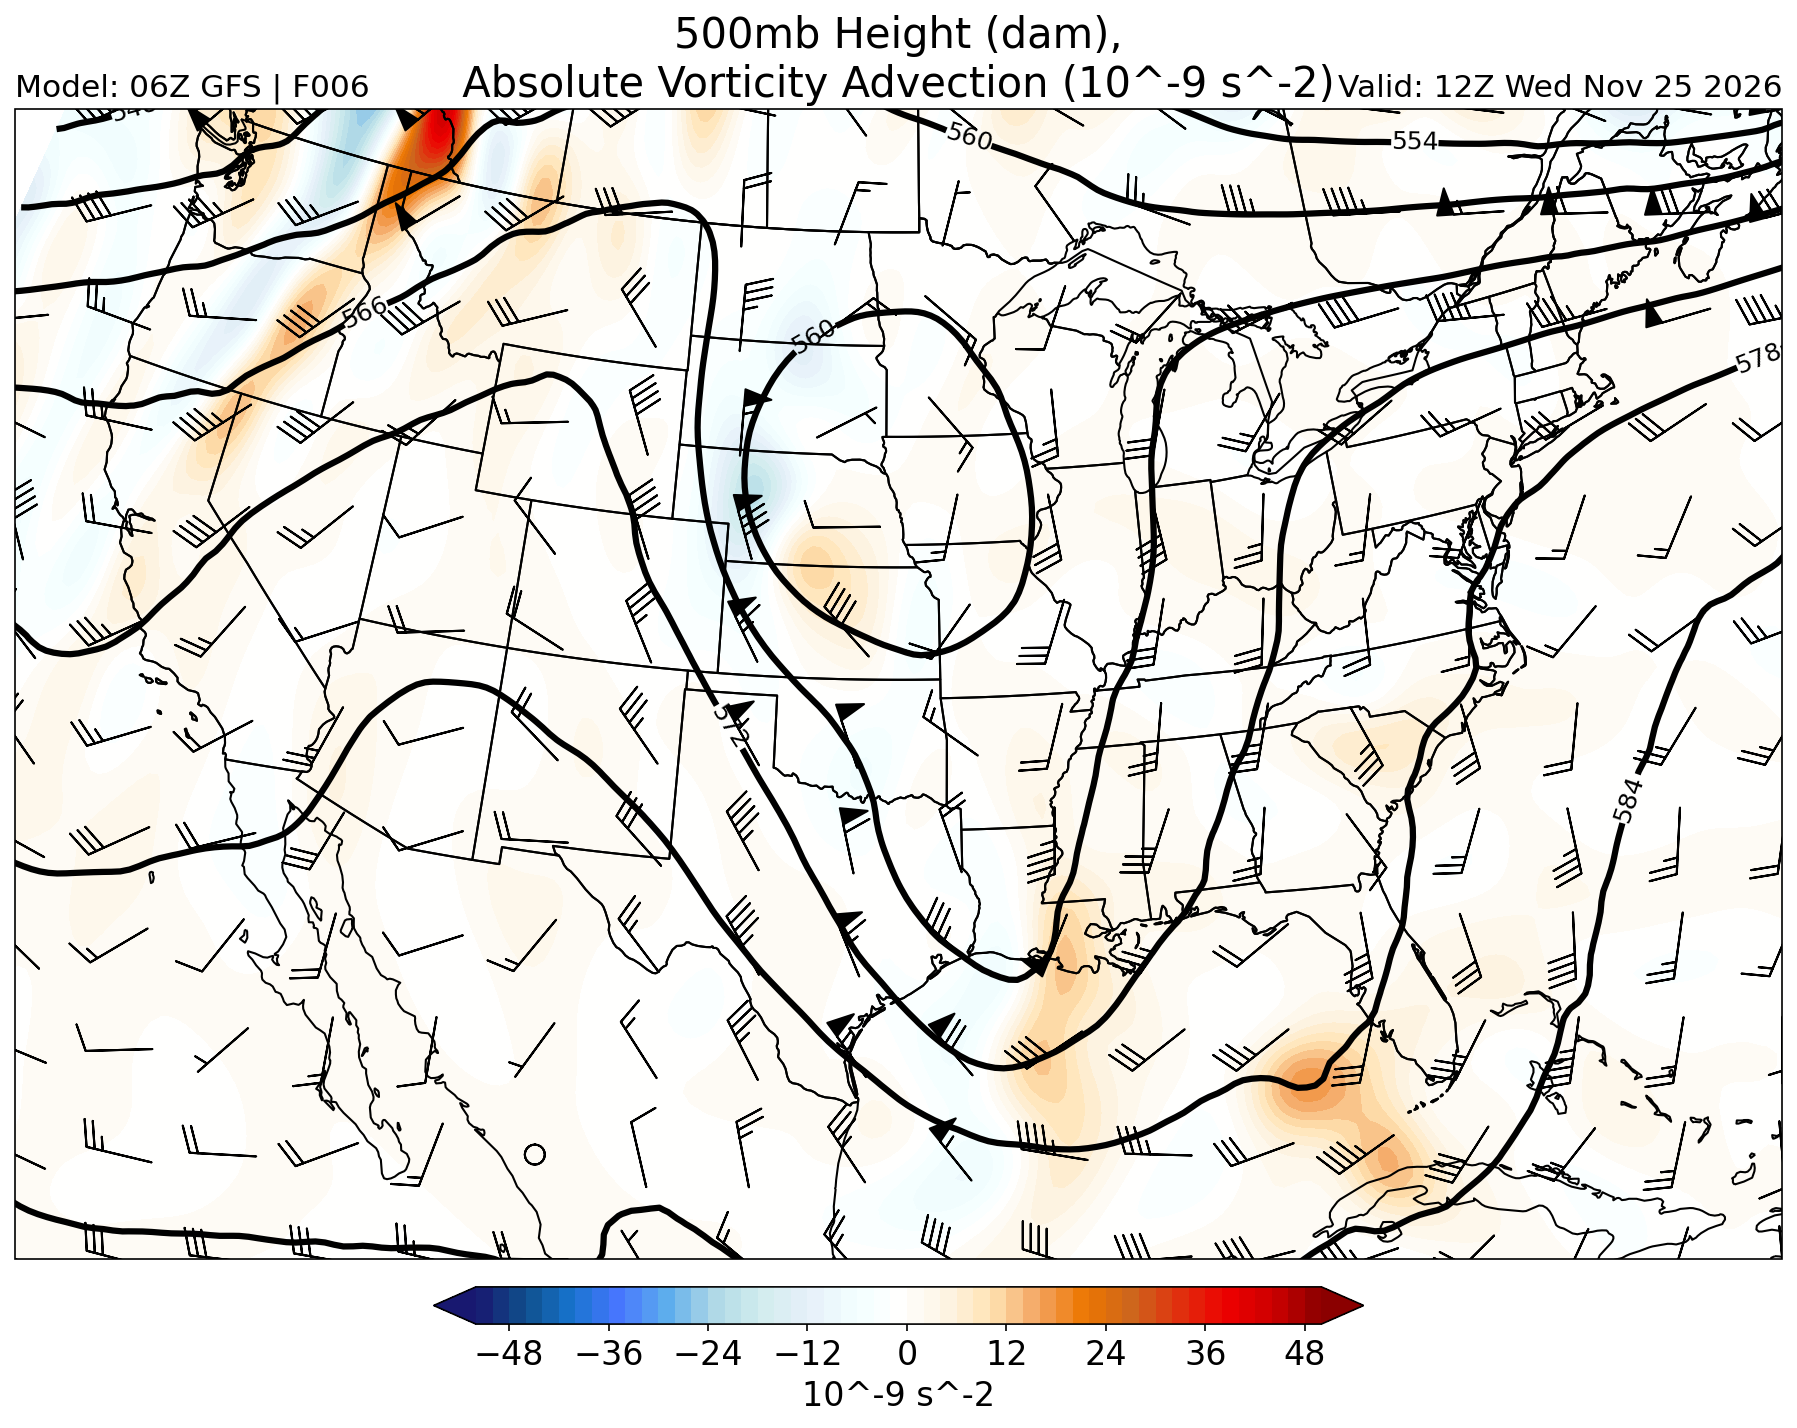 500mb Height (dam),
Model: 06Z GFS | F006
Absolute Vorticity Advection (10^-9 s^-2)
Valid: 12Z Wed Nov 25 2026
560
554
566
560
578
572
584
−48 −36 −24 −12 0 12 24 36 48
10^-9 s^-2